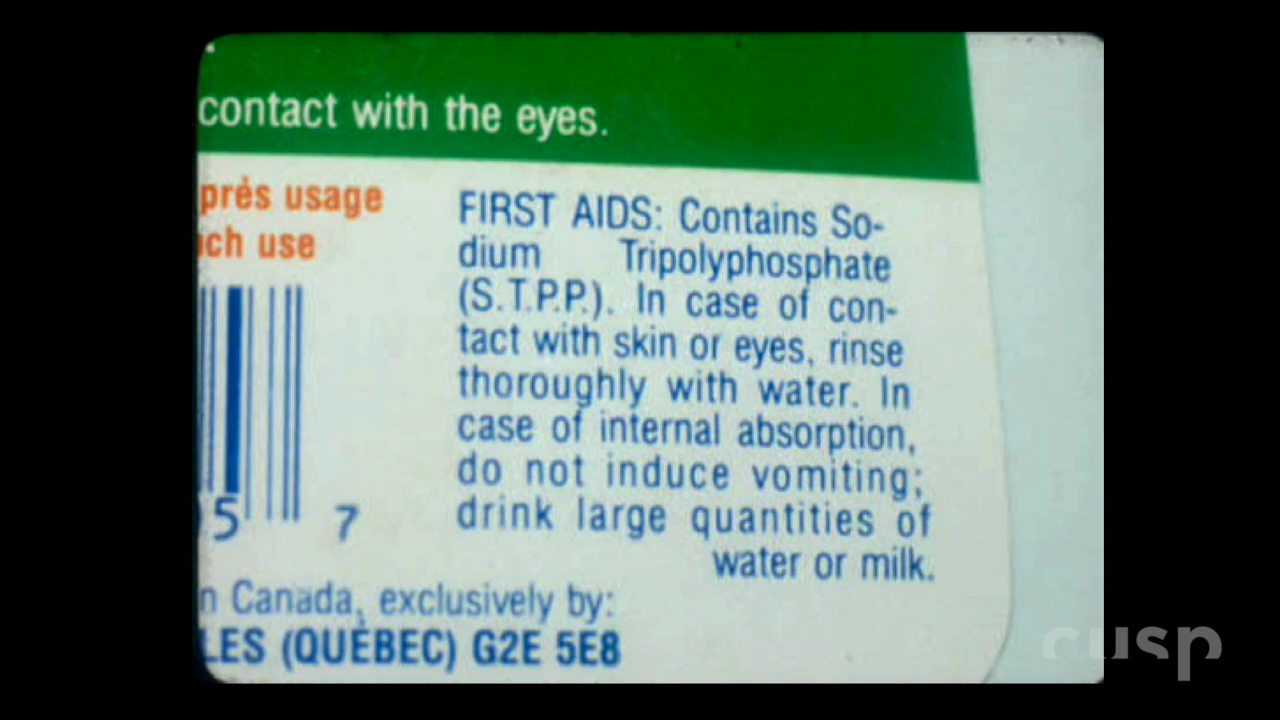 contact with the eyes.
près usage
ch use
FIRST AIDS: Contains So-
dium Tripolyphosphate
(S.T.P.P.). In case of con-
tact with skin or eyes, rinse
thoroughly with water. In
case of internal absorption,
do not induce vomiting;
drink large quantities of
water or milk.
5 7
n Canada, exclusively by:
LES (QUÉBEC) G2E 5E8
cusp